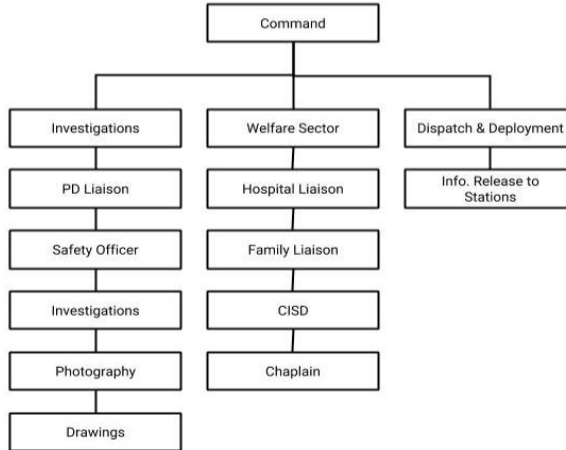 Command
Investigations
Welfare Sector
Dispatch & Deployment
PD Liaison
Hospital Liaison
Info. Release to
Stations
Safety Officer
Family Liaison
Investigations
CISD
Photography
Chaplain
Drawings